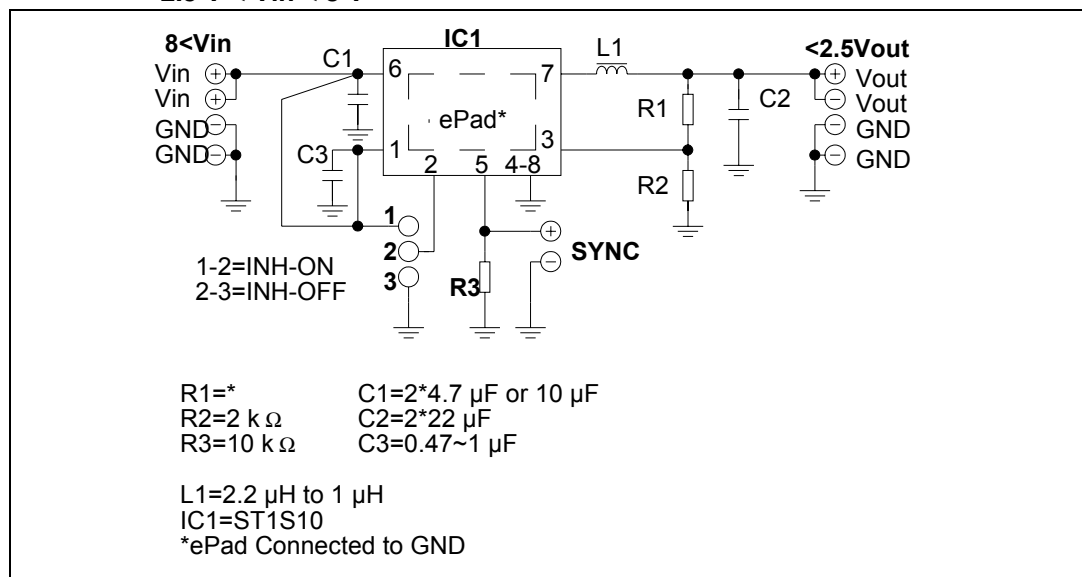 8<Vin
IC1
L1
<2.5Vout
C1
6
7
Vin
Vin
GND
GND
ePad*
R1
C2
Vout
Vout
GND
GND
C3
1
2
5
4-8
3
R2
1
2
3
SYNC
R3
1-2=INH-ON
2-3=INH-OFF
R1=* C1=2*4.7 µF or 10 µF
R2=2 k Ω C2=2*22 µF
R3=10 k Ω C3=0.47~1 µF
L1=2.2 µH to 1 µH
IC1=ST1S10
*ePad Connected to GND